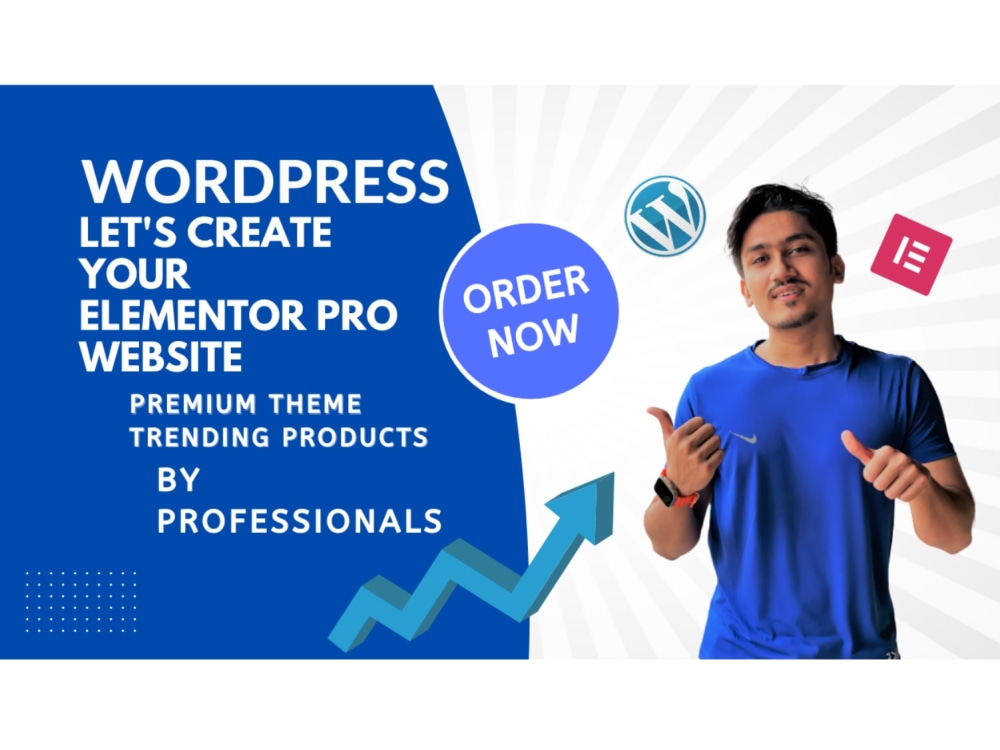 WORDPRESS
LET'S CREATE
YOUR
ELEMENTOR PRO
WEBSITE
PREMIUM THEME
TRENDING PRODUCTS
BY
PROFESSIONALS
ORDER
NOW